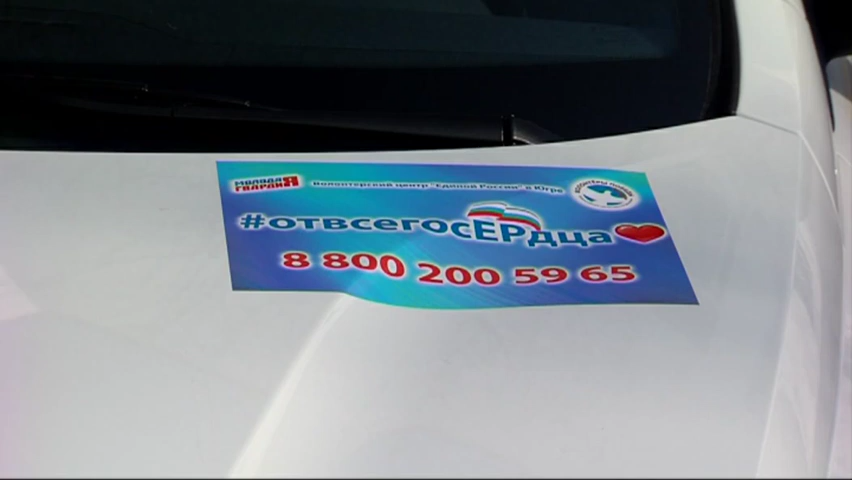 МОЛОДАЯ ГВАРДИЯ
Волонтерский центр "Единой России" в Югре
#отвсегосЕРдца
8 800 200 59 65